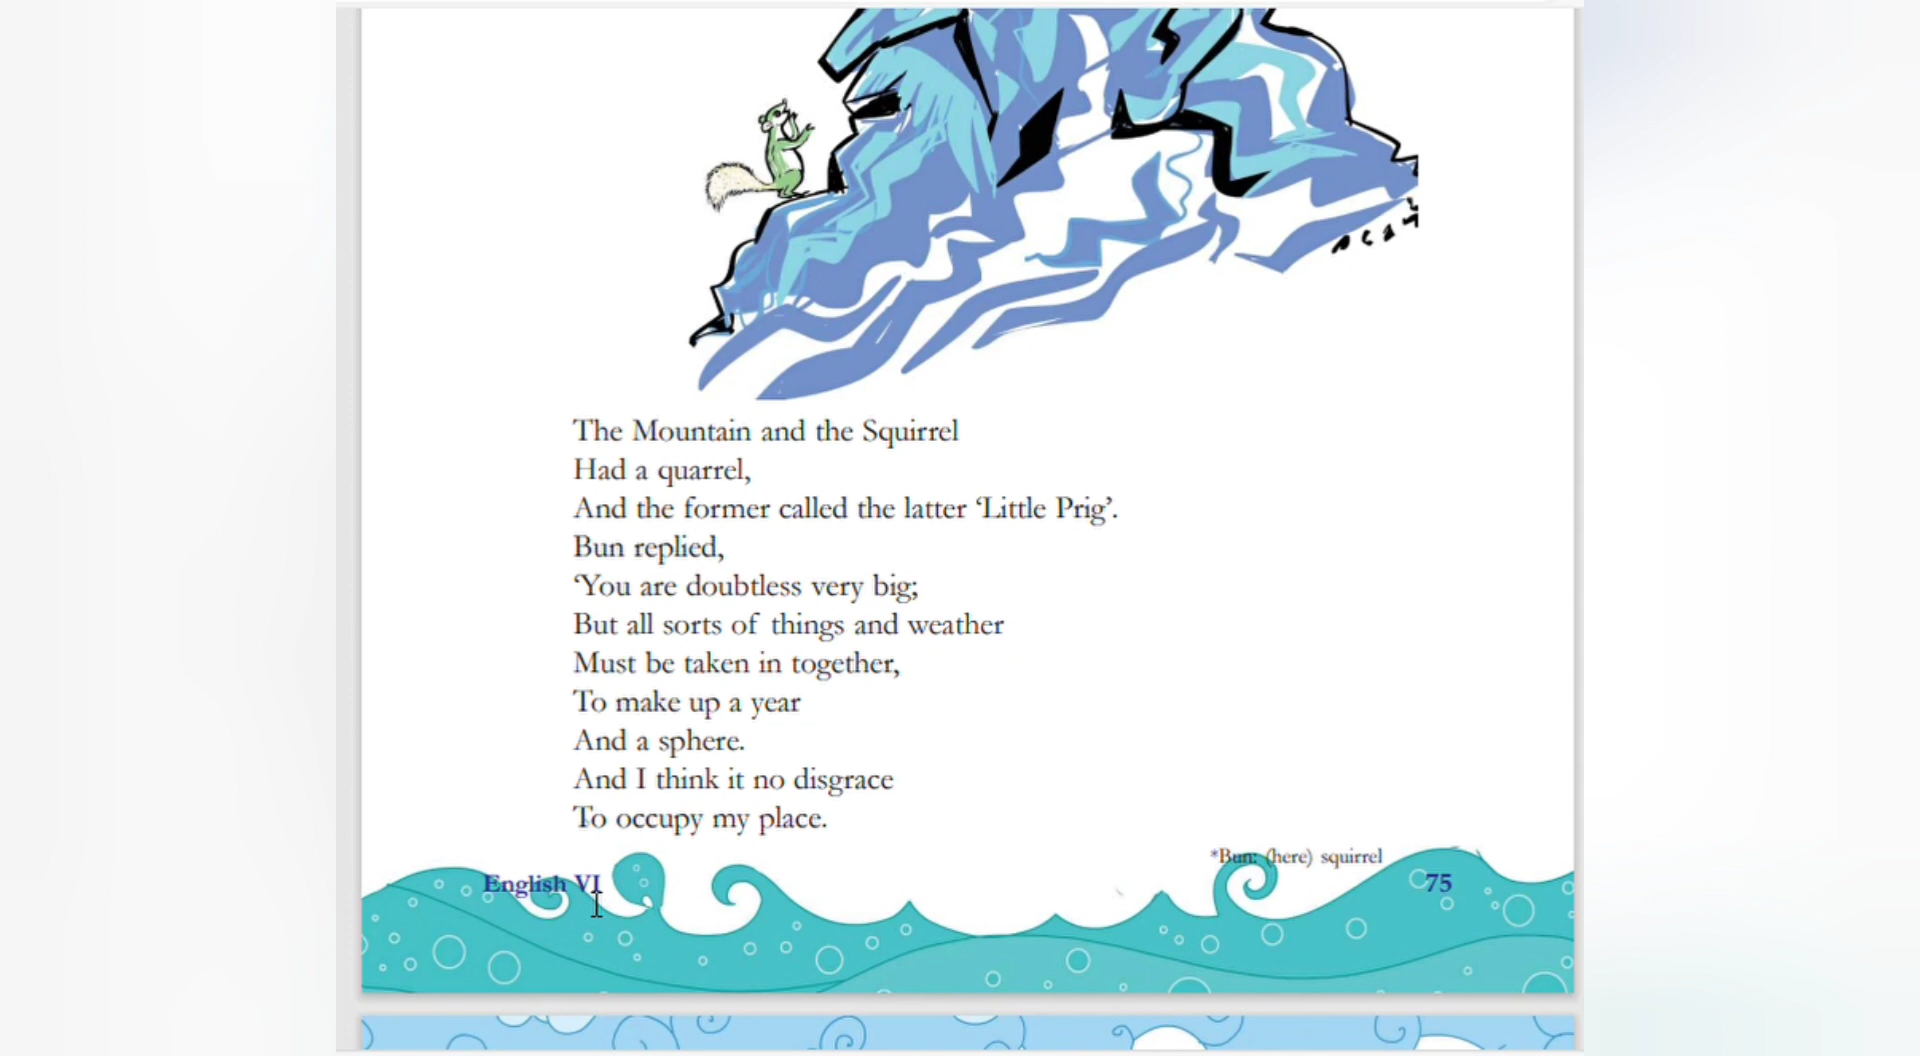 The Mountain and the Squirrel
Had a quarrel,
And the former called the latter ‘Little Prig’.
Bun replied,
‘You are doubtless very big;
But all sorts of things and weather
Must be taken in together,
To make up a year
And a sphere.
And I think it no disgrace
To occupy my place.
*Bun: (here) squirrel
English VI
75